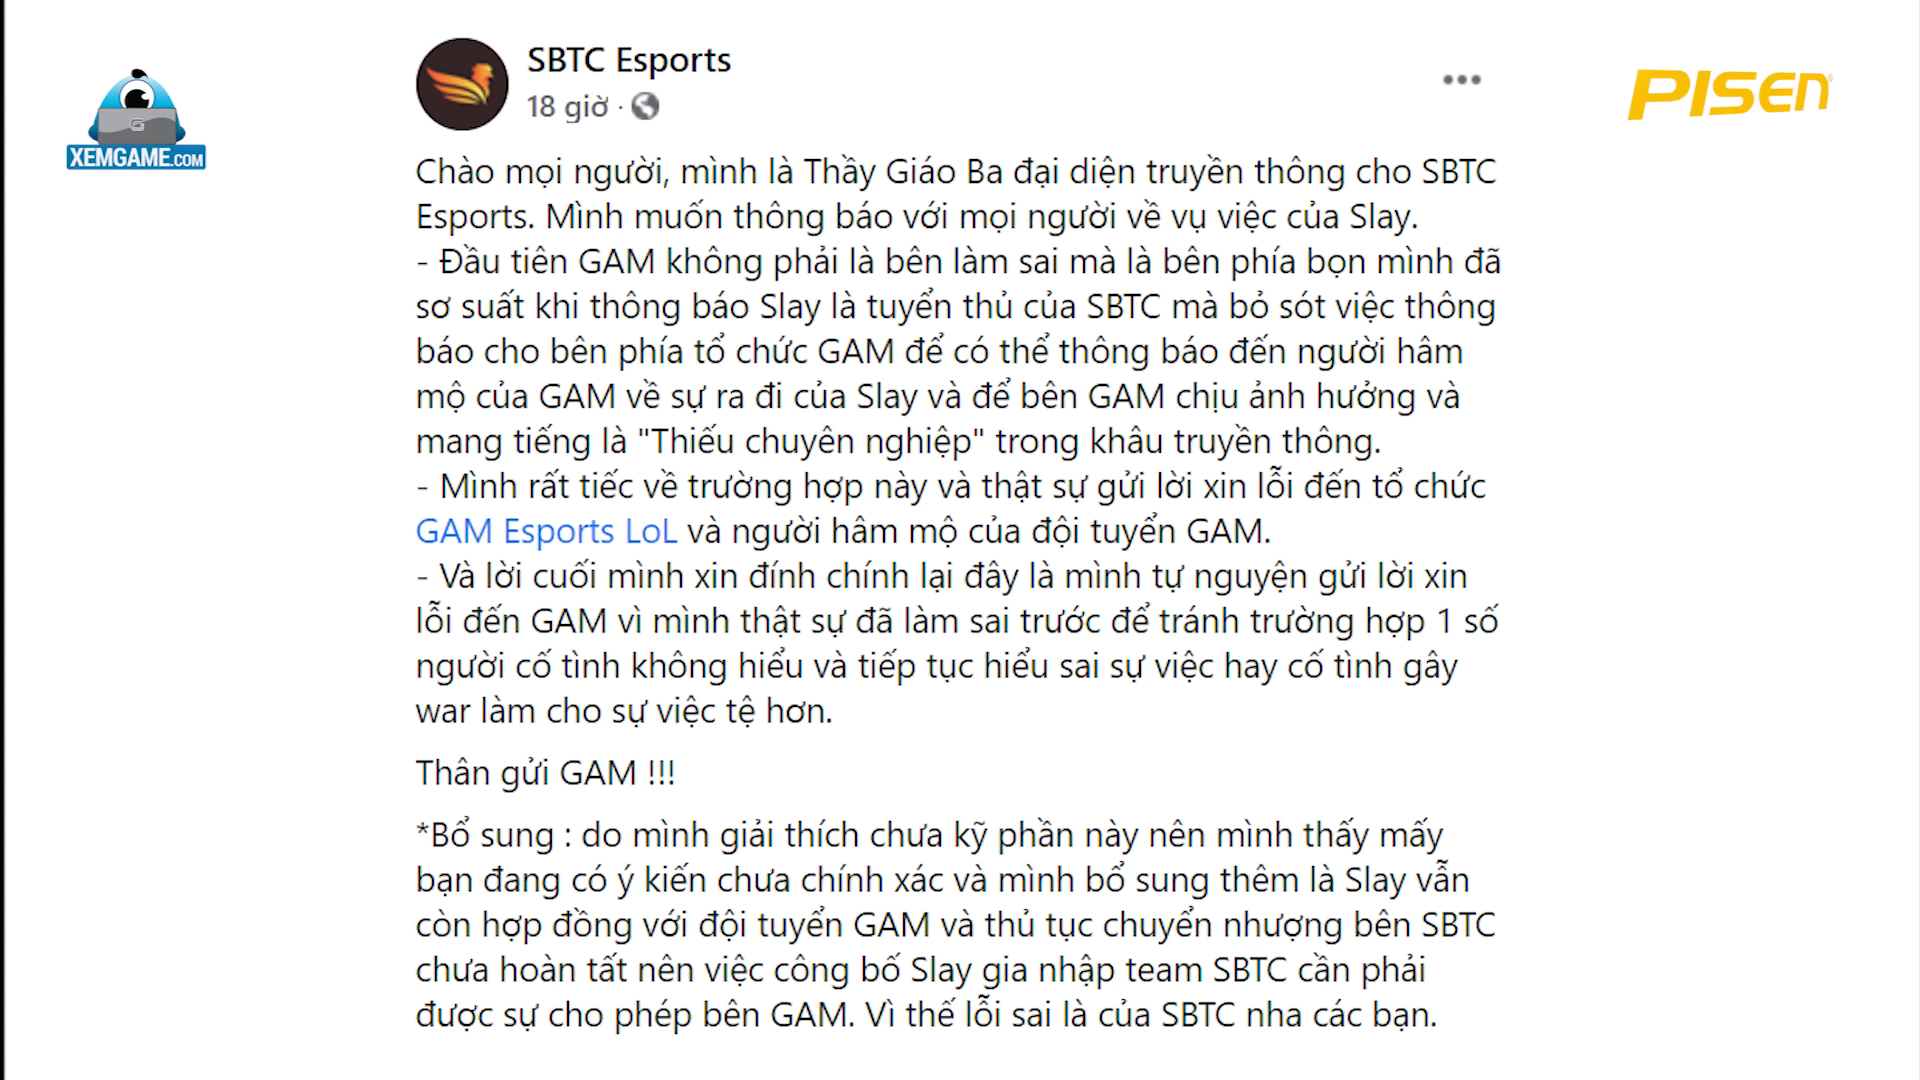 SBTC Esports
18 giờ ·
G
XEMGAME.COM
PISEN
Chào mọi người, mình là Thầy Giáo Ba đại diện truyền thông cho SBTC
Esports. Mình muốn thông báo với mọi người về vụ việc của Slay.
- Đầu tiên GAM không phải là bên làm sai mà là bên phía bọn mình đã
sơ suất khi thông báo Slay là tuyển thủ của SBTC mà bỏ sót việc thông
báo cho bên phía tổ chức GAM để có thể thông báo đến người hâm
mộ của GAM về sự ra đi của Slay và để bên GAM chịu ảnh hưởng và
mang tiếng là "Thiếu chuyên nghiệp" trong khâu truyền thông.
- Mình rất tiếc về trường hợp này và thật sự gửi lời xin lỗi đến tổ chức
GAM Esports LoL và người hâm mộ của đội tuyển GAM.
- Và lời cuối mình xin đính chính lại đây là mình tự nguyện gửi lời xin
lỗi đến GAM vì mình thật sự đã làm sai trước để tránh trường hợp 1 số
người cố tình không hiểu và tiếp tục hiểu sai sự việc hay cố tình gây
war làm cho sự việc tệ hơn.
Thân gửi GAM !!!
*Bổ sung : do mình giải thích chưa kỹ phần này nên mình thấy mấy
bạn đang có ý kiến chưa chính xác và mình bổ sung thêm là Slay vẫn
còn hợp đồng với đội tuyển GAM và thủ tục chuyển nhượng bên SBTC
chưa hoàn tất nên việc công bố Slay gia nhập team SBTC cần phải
được sự cho phép bên GAM. Vì thế lỗi sai là của SBTC nha các bạn.